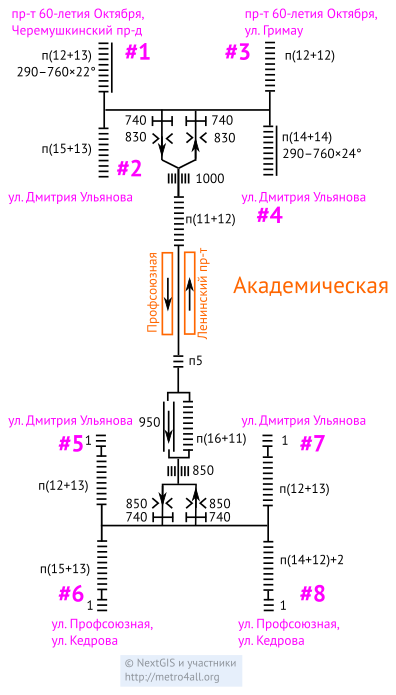 пр-т 60-летия Октября,
Черемушкинский пр-д
#1
п(12+13)
290–760×22°
пр-т 60-летия Октября,
ул. Гримау
#3
п(12+12)
740
740
830
830
п(15+13)
#2
ул. Дмитрия Ульянова
п(14+14)
290–760×24°
ул. Дмитрия Ульянова
#4
1000
п(11+12)
Профсоюзная
Ленинский пр-т
Академическая
п5
950
п(16+11)
850
ул. Дмитрия Ульянова
#5
1
п(12+13)
ул. Дмитрия Ульянова
1
#7
п(12+13)
850
850
740
740
п(15+13)
#6
1
ул. Профсоюзная,
ул. Кедрова
п(14+12)+2
#8
1
ул. Профсоюзная,
ул. Кедрова
© NextGIS и участники
http://metro4all.org